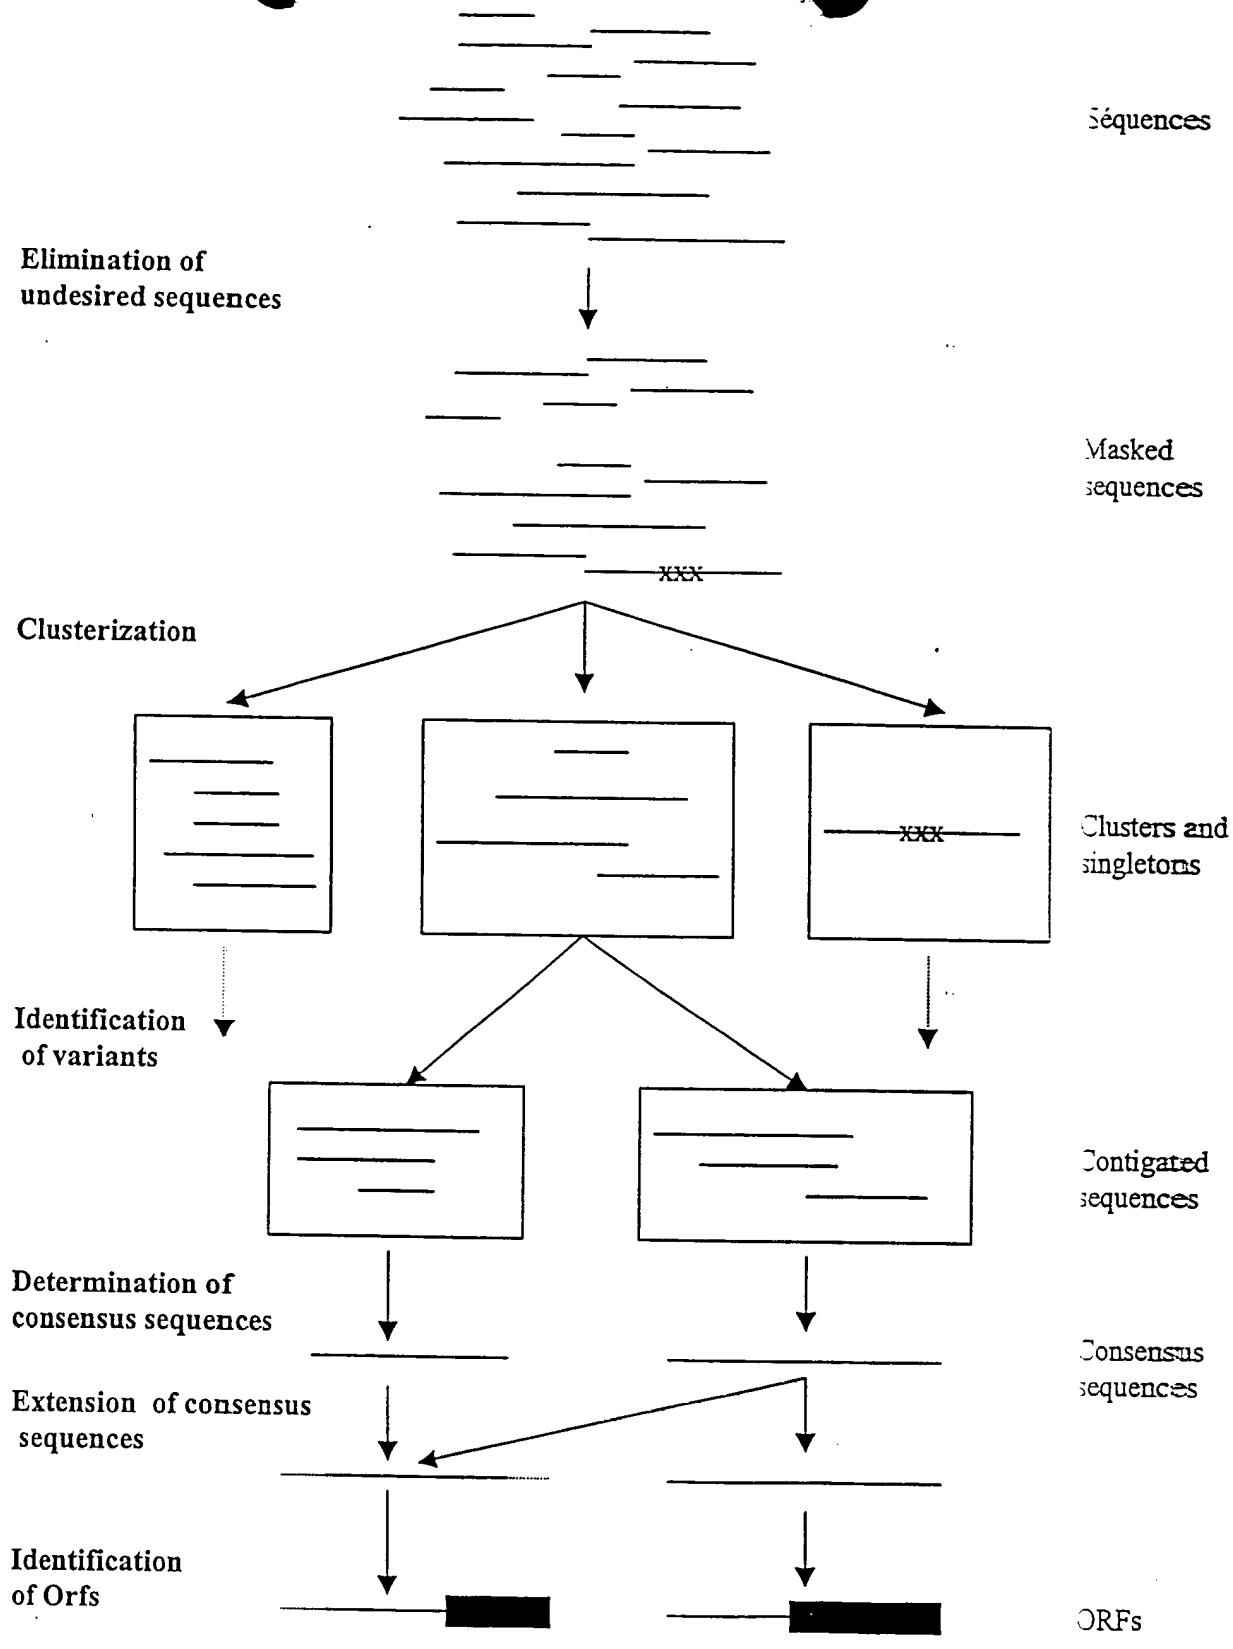 Séquences
Elimination of
undesired sequences
Masked
sequences
xxx
Clusterization
xxx
Clusters and
singletons
Identification
of variants
Contigated
sequences
Determination of
consensus sequences
Consensus
sequences
Extension of consensus
sequences
Identification
of Orfs
ORFs